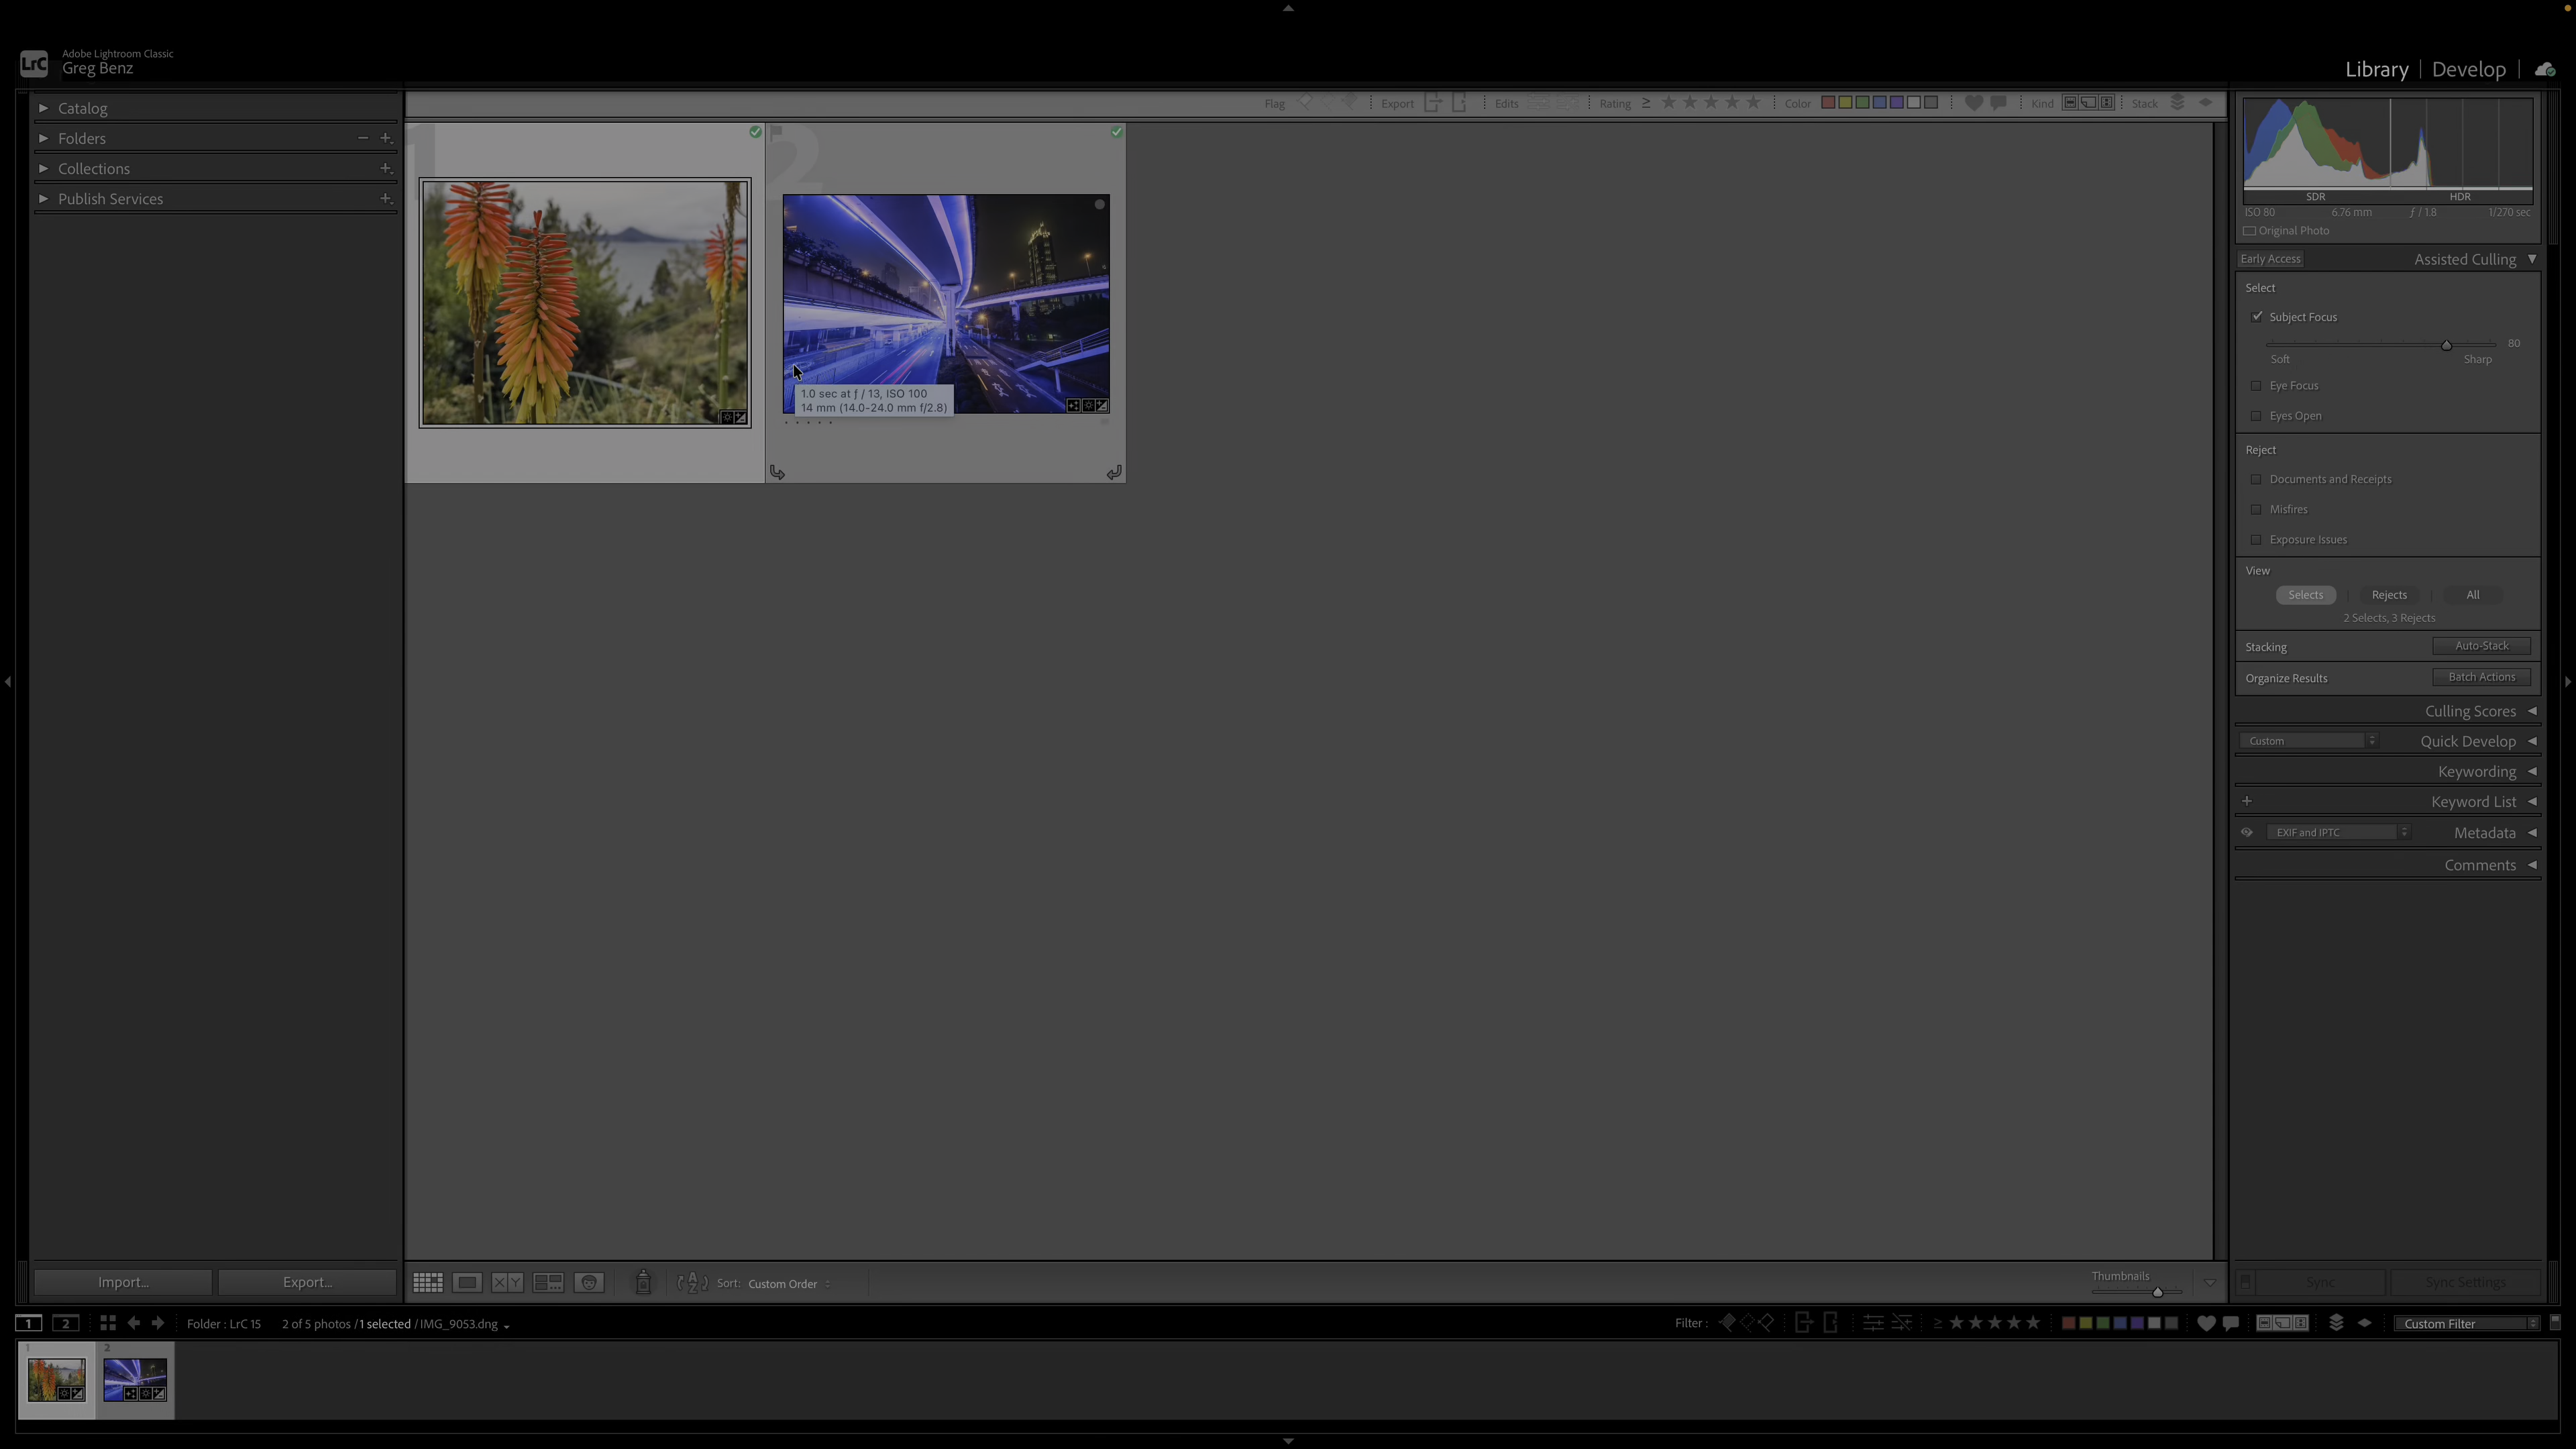 Adobe Lightroom Classic
LrC
Greg Benz
Library | Develop
Catalog
Folders
Collections
Publish Services
Flag Export Edits Rating ≥ Color Kind Stack
1
2
1.0 sec at ƒ / 13, ISO 100
14 mm (14.0-24.0 mm f/2.8)
SDR HDR
ISO 80 6.76 mm ƒ / 1.8 1/270 sec
Original Photo
Early Access Assisted Culling
Select
Subject Focus
80
Soft Sharp
Eye Focus
Eyes Open
Reject
Documents and Receipts
Misfires
Exposure Issues
View
Selects | Rejects | All
2 Selects, 3 Rejects
Stacking Auto-Stack
Organize Results Batch Actions
Culling Scores
Custom Quick Develop
Keywording
Keyword List
EXIF and IPTC Metadata
Comments
Import... Export...
X Y
A Z
Sort: Custom Order
Thumbnails
Sync Sync Settings
1 2 Folder : LrC 15 2 of 5 photos / 1 selected / IMG_9053.dng
Filter : ≥ Custom Filter
1 2